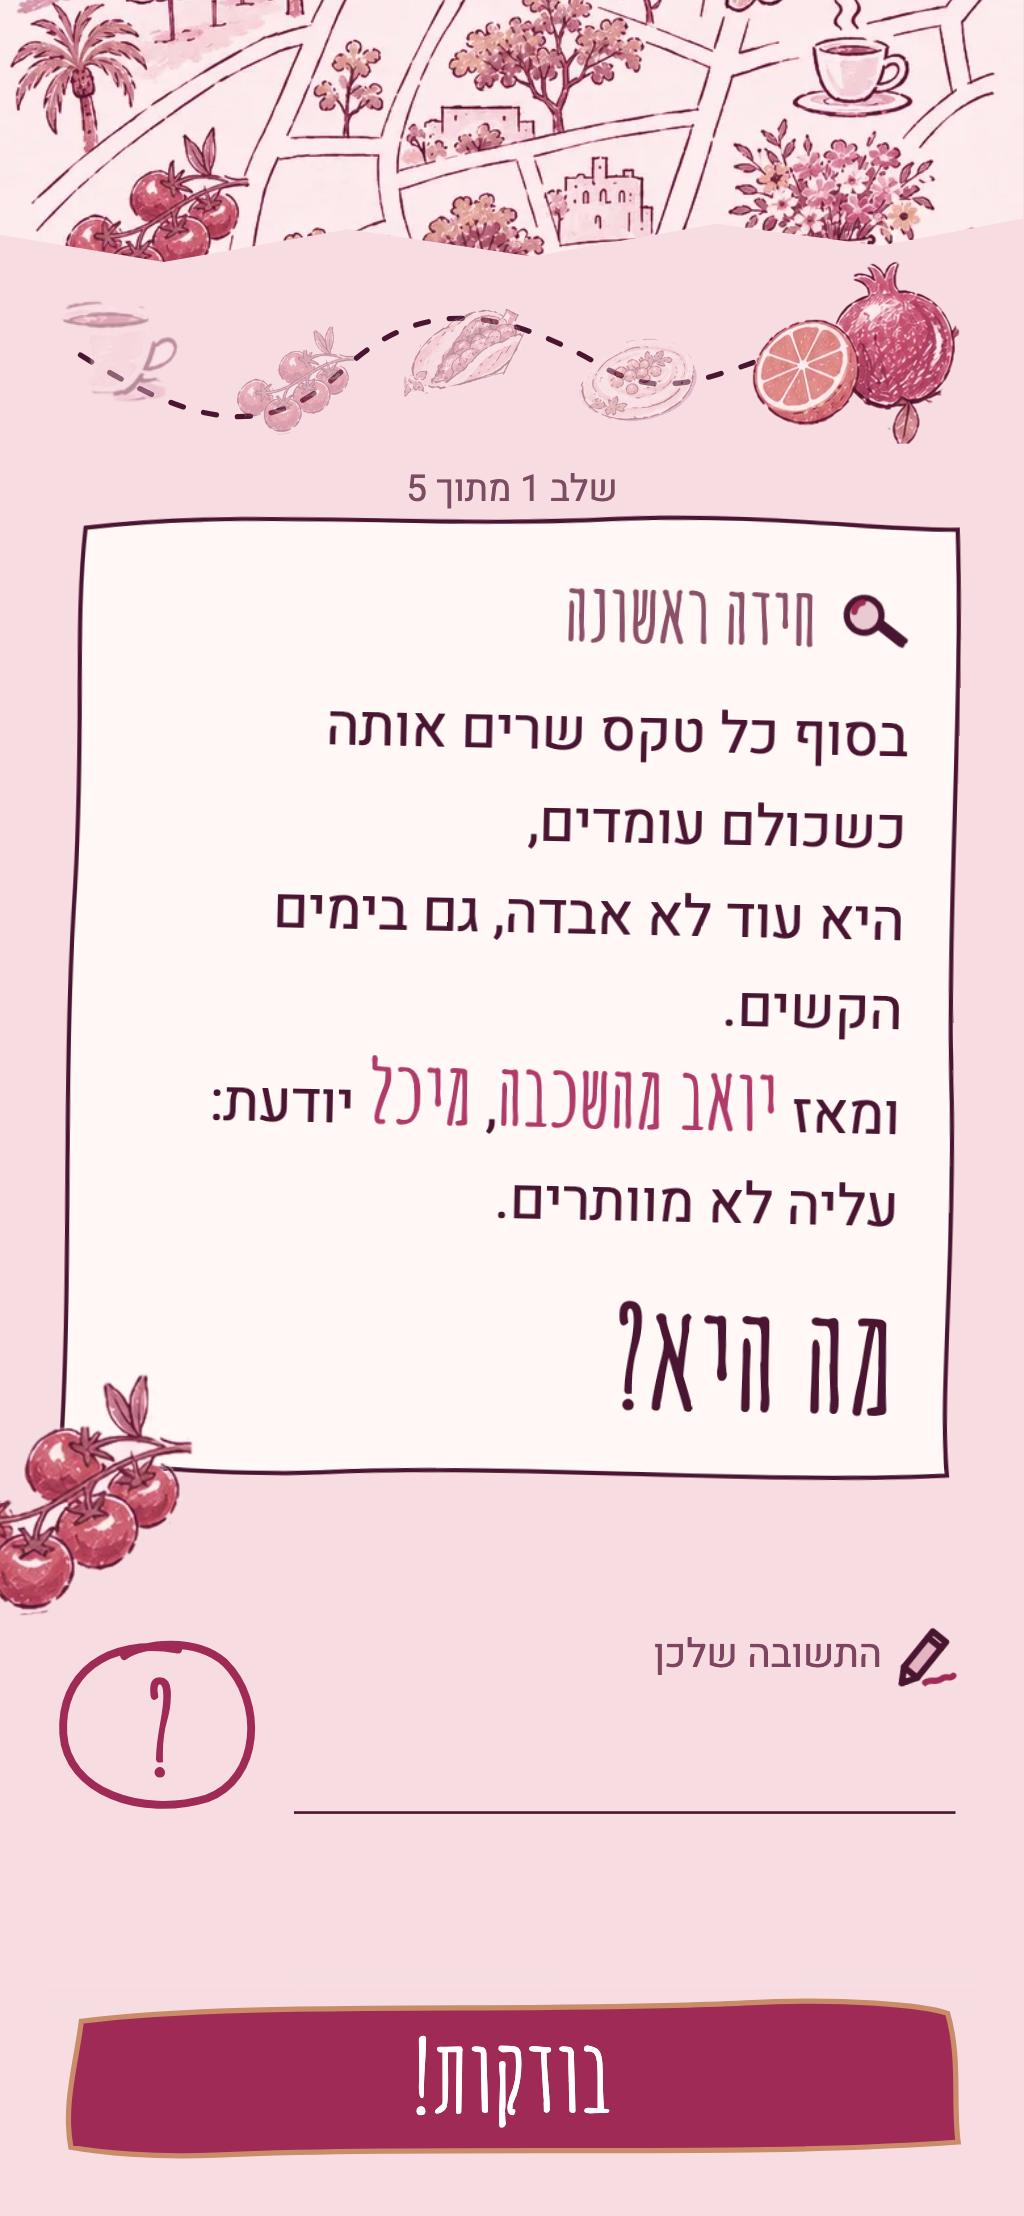 שלב 1 מתוך 5
חידה ראשונה
בסוף כל טקס שרים אותה
כשכולם עומדים,
היא עוד לא אבדה, גם בימים
הקשים.
ומאז יואב מהשכבה, מיכל יודעת:
עליה לא מוותרים.
מה היא?
התשובה שלכן
?
בודקות!